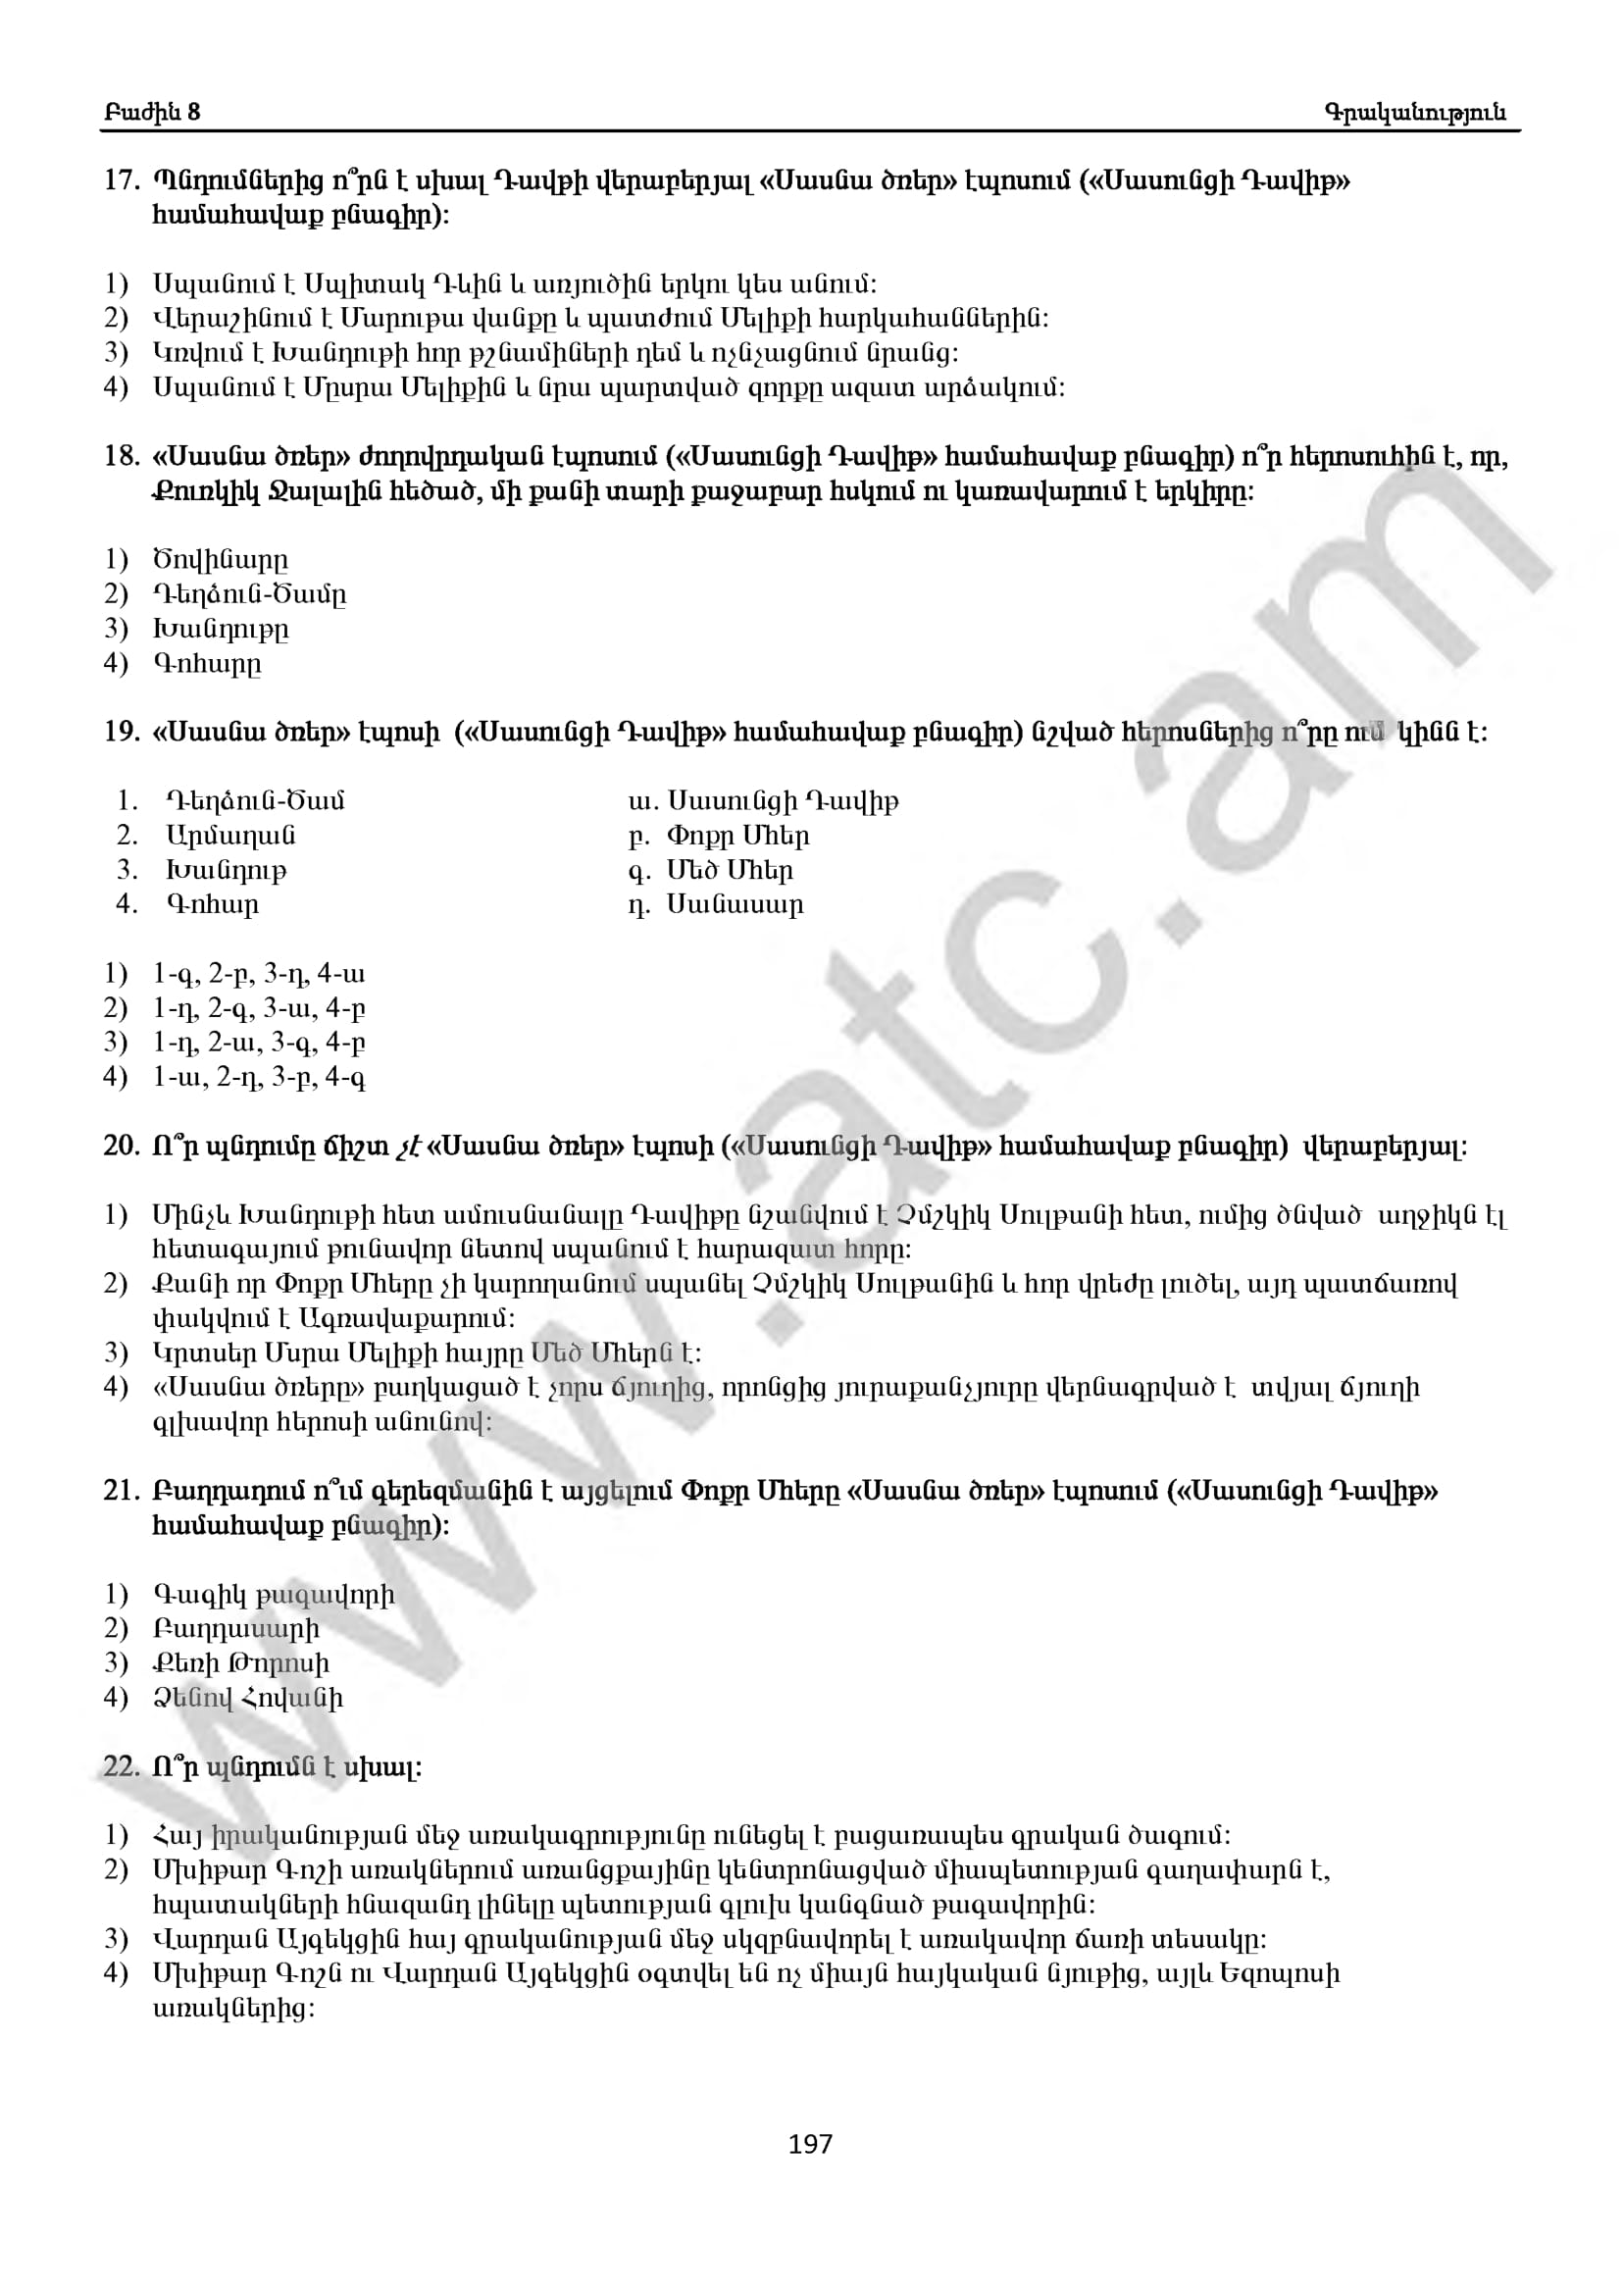 Բաժին 8 Գրականություն
17. Պնդումներից ո՞րն է սխալ Դավթի վերաբերյալ «Սասնա ծռեր» էպոսում («Սասունցի Դավիթ»
համահավաք բնագիր):
1) Սպանում է Սպիտակ Դևին և առյուծին երկու կես անում:
2) Վերաշինում է Մարութա վանքը և պատժում Մելիքի հարկահաններին:
3) Կռվում է Խանդութի հոր թշնամիների դեմ և ոչնչացնում նրանց:
4) Սպանում է Մըսրա Մելիքին և նրա պարտված զորքը ազատ արձակում:
18. «Սասնա ծռեր» ժողովրդական էպոսում («Սասունցի Դավիթ» համահավաք բնագիր) ո՞ր հերոսուհին է, որ,
Քուռկիկ Ջալալին հեծած, մի քանի տարի քաջաբար հսկում ու կառավարում է երկիրը:
1) Ծովինարը
2) Դեղձուն-Ծամը
3) Խանդութը
4) Գոհարը
19. «Սասնա ծռեր» էպոսի («Սասունցի Դավիթ» համահավաք բնագիր) նշված հերոսներից ո՞րը ում կինն է:
1. Դեղձուն-Ծամ ա. Սասունցի Դավիթ
2. Արմաղան բ. Փոքր Մհեր
3. Խանդութ գ. Մեծ Մհեր
4. Գոհար դ. Սանասար
1) 1-գ, 2-բ, 3-դ, 4-ա
2) 1-դ, 2-գ, 3-ա, 4-բ
3) 1-դ, 2-ա, 3-գ, 4-բ
4) 1-ա, 2-դ, 3-բ, 4-գ
20. Ո՞ր պնդումը ճիշտ չէ «Սասնա ծռեր» էպոսի («Սասունցի Դավիթ» համահավաք բնագիր) վերաբերյալ:
1) Մինչև Խանդութի հետ ամուսնանալը Դավիթը նշանվում է Չմշկիկ Սուլթանի հետ, ումից ծնված աղջիկն էլ
հետագայում թունավոր նետով սպանում է հարազատ հորը:
2) Քանի որ Փոքր Մհերը չի կարողանում սպանել Չմշկիկ Սուլթանին և հոր վրեժը լուծել, այդ պատճառով
փակվում է Ագռավաքարում:
3) Կրտսեր Մսրա Մելիքի հայրը Մեծ Մհերն է:
4) «Սասնա ծռերը» բաղկացած է չորս ճյուղից, որոնցից յուրաքանչյուրը վերնագրված է տվյալ ճյուղի
գլխավոր հերոսի անունով:
21. Բաղդադում ո՞ւմ գերեզմանին է այցելում Փոքր Մհերը «Սասնա ծռեր» էպոսում («Սասունցի Դավիթ»
համահավաք բնագիր):
1) Գագիկ թագավորի
2) Բաղդասարի
3) Քեռի Թորոսի
4) Ձենով Հովանի
22. Ո՞ր պնդումն է սխալ:
1) Հայ իրականության մեջ առակագրությունը ունեցել է բացառապես գրական ծագում:
2) Մխիթար Գոշի առակներում առանցքայինը կենտրոնացված միապետության գաղափարն է,
հպատակների հնազանդ լինելը պետության գլուխ կանգնած թագավորին:
3) Վարդան Այգեկցին հայ գրականության մեջ սկզբնավորել է առակավոր ճառի տեսակը:
4) Մխիթար Գոշն ու Վարդան Այգեկցին օգտվել են ոչ միայն հայկական նյութից, այլև Եզոպոսի
առակներից:
www.atc.am
197